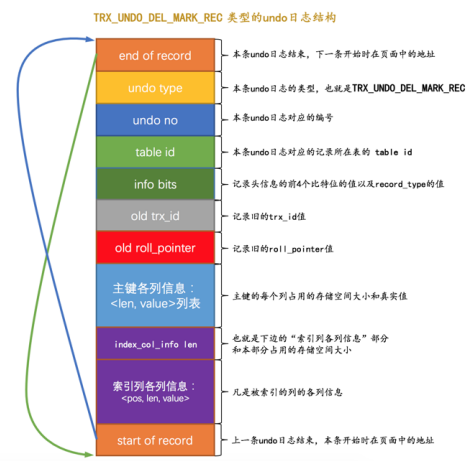 TRX_UNDO_DEL_MARK_REC 类型的undo日志结构
end of record
本条undo日志结束，下一条开始时在页面中的地址
undo type
本条undo日志的类型，也就是TRX_UNDO_DEL_MARK_REC
undo no
本条undo日志对应的编号
table id
本条undo日志对应的记录所在表的 table id
info bits
记录头信息的前4个比特位的值以及record_type的值
old trx_id
记录旧的trx_id值
old roll_pointer
记录旧的roll_pointer值
主键各列信息：
<len, value>列表
主键的每个列占用的存储空间大小和真实值
index_col_info len
也就是下边的“索引列各列信息”部分
和本部分占用的存储空间大小
索引列各列信息：
<pos, len, value>
凡是被索引的列的各列信息
start of record
上一条undo日志结束，本条开始时在页面中的地址